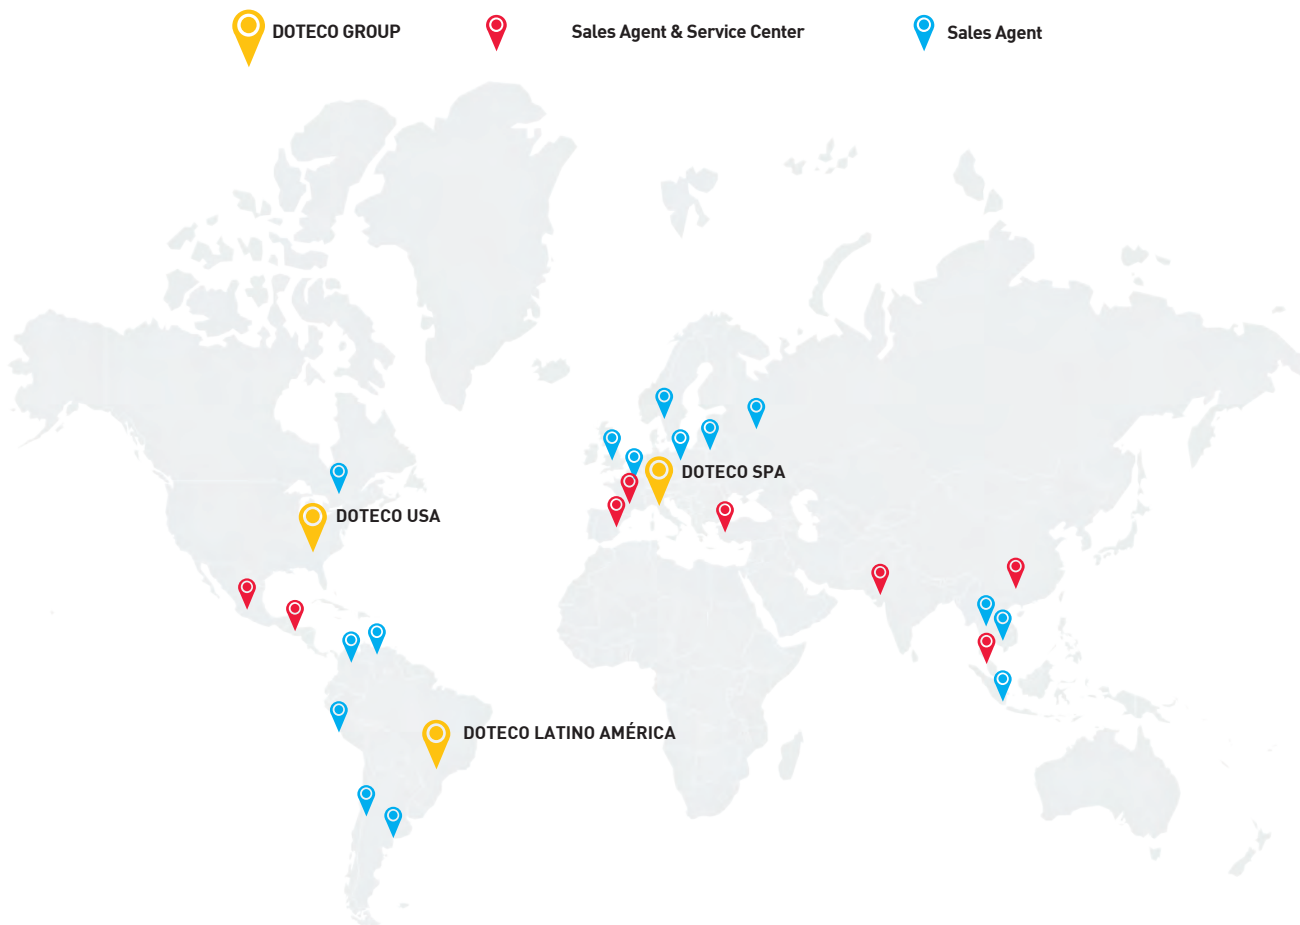 DOTECO GROUP
Sales Agent & Service Center
Sales Agent
DOTECO SPA
DOTECO USA
DOTECO LATINO AMÉRICA